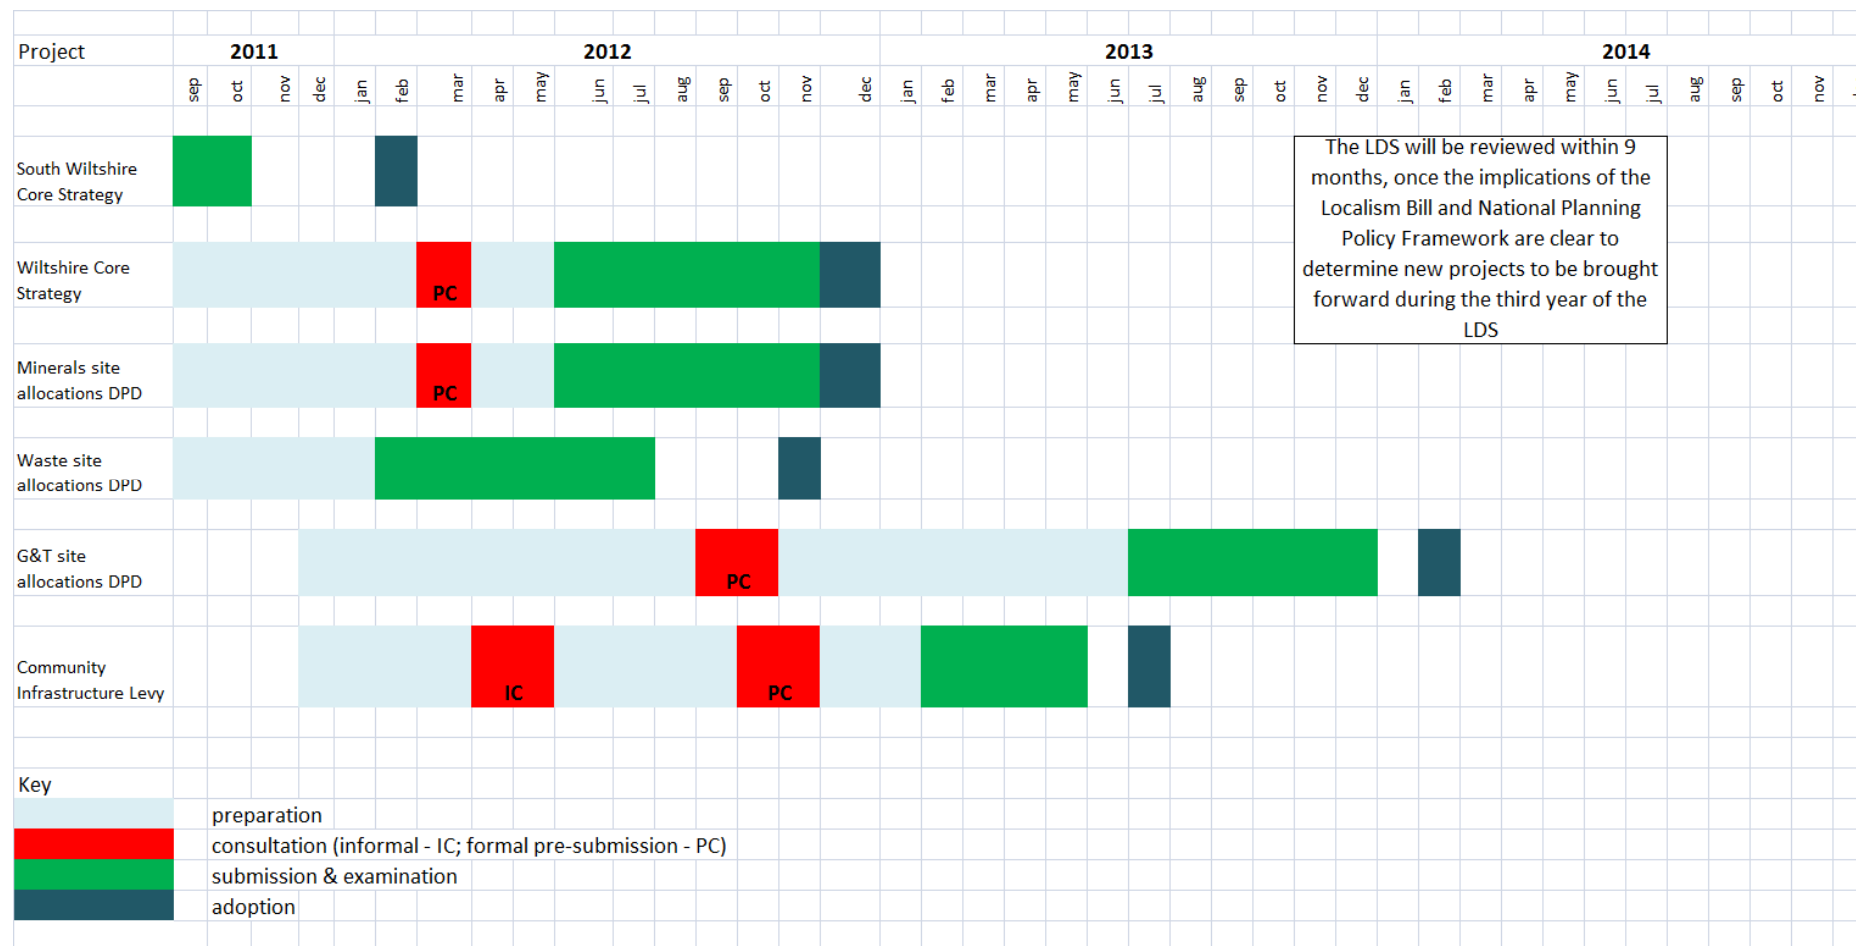 Project 2011 2012 2013 2014
sep oct nov dec jan feb mar apr may jun jul aug sep oct nov dec jan feb mar apr may jun jul aug sep oct nov dec jan feb mar apr may jun jul aug sep oct nov
The LDS will be reviewed within 9
months, once the implications of the
Localism Bill and National Planning
Policy Framework are clear to
determine new projects to be brought
forward during the third year of the
LDS
South Wiltshire
Core Strategy
Wiltshire Core
Strategy
PC
Minerals site
allocations DPD
PC
Waste site
allocations DPD
G&T site
allocations DPD
PC
Community
Infrastructure Levy
IC PC
Key
preparation
consultation (informal - IC; formal pre-submission - PC)
submission & examination
adoption